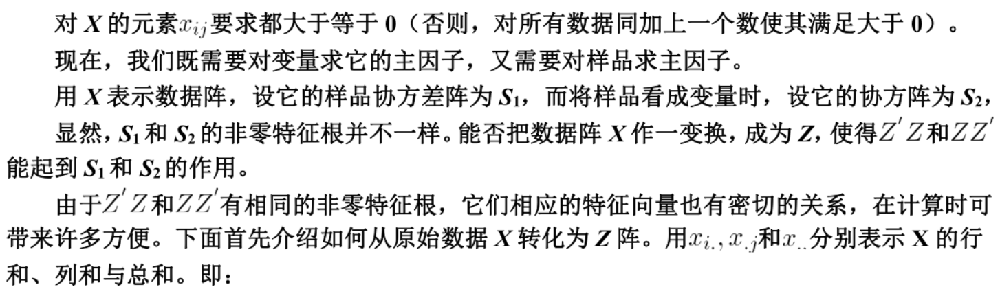 对 X 的元素x_{ij}要求都大于等于 0（否则，对所有数据同加上一个数使其满足大于 0）。
现在，我们既需要对变量求它的主因子，又需要对样品求主因子。
用 X 表示数据阵，设它的样品协方差阵为 S₁，而将样品看成变量时，设它的协方阵为 S₂，
显然，S₁ 和 S₂ 的非零特征根并不一样。能否把数据阵 X 作一变换，成为 Z，使得Z′Z和ZZ′
能起到 S₁ 和 S₂ 的作用。
由于Z′Z和ZZ′有相同的非零特征根，它们相应的特征向量也有密切的关系，在计算时可
带来许多方便。下面首先介绍如何从原始数据 X 转化为 Z 阵。用x_{i.},x_{.j}和x_{..}分别表示 X 的行
和、列和与总和。即：